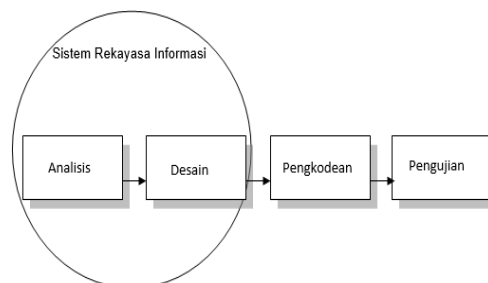 Sistem Rekayasa Informasi
Analisis
Desain
Pengkodean
Pengujian